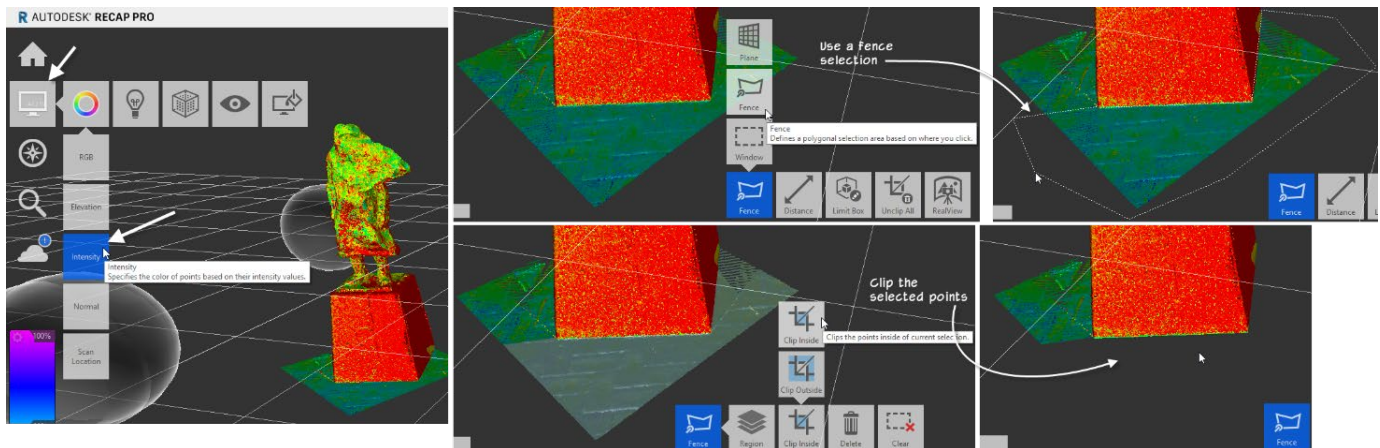 R AUTODESK® RECAP PRO
RGB
Elevation
Intensity
Intensity
Specifies the color of points based on their intensity values.
Normal
Scan
Location
100%
Plane
Fence
Fence
Defines a polygonal selection area based on where you click.
Window
Fence
Distance
Limit Box
Unclip All
RealView
Use a fence
selection
Fence
Distance
L
Clip Inside
Clips the points inside of current selection.
Clip Outside
Fence
Region
Clip Inside
Delete
Clear
Clip the
selected points
Fence